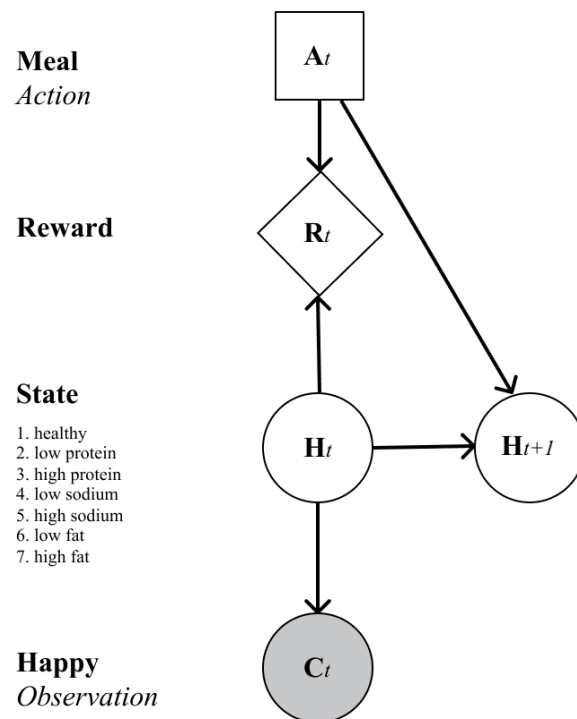 Meal
Action
At
Reward
Rt
State
1. healthy
2. low protein
3. high protein
4. low sodium
5. high sodium
6. low fat
7. high fat
Ht
Ht+1
Happy
Observation
Ct